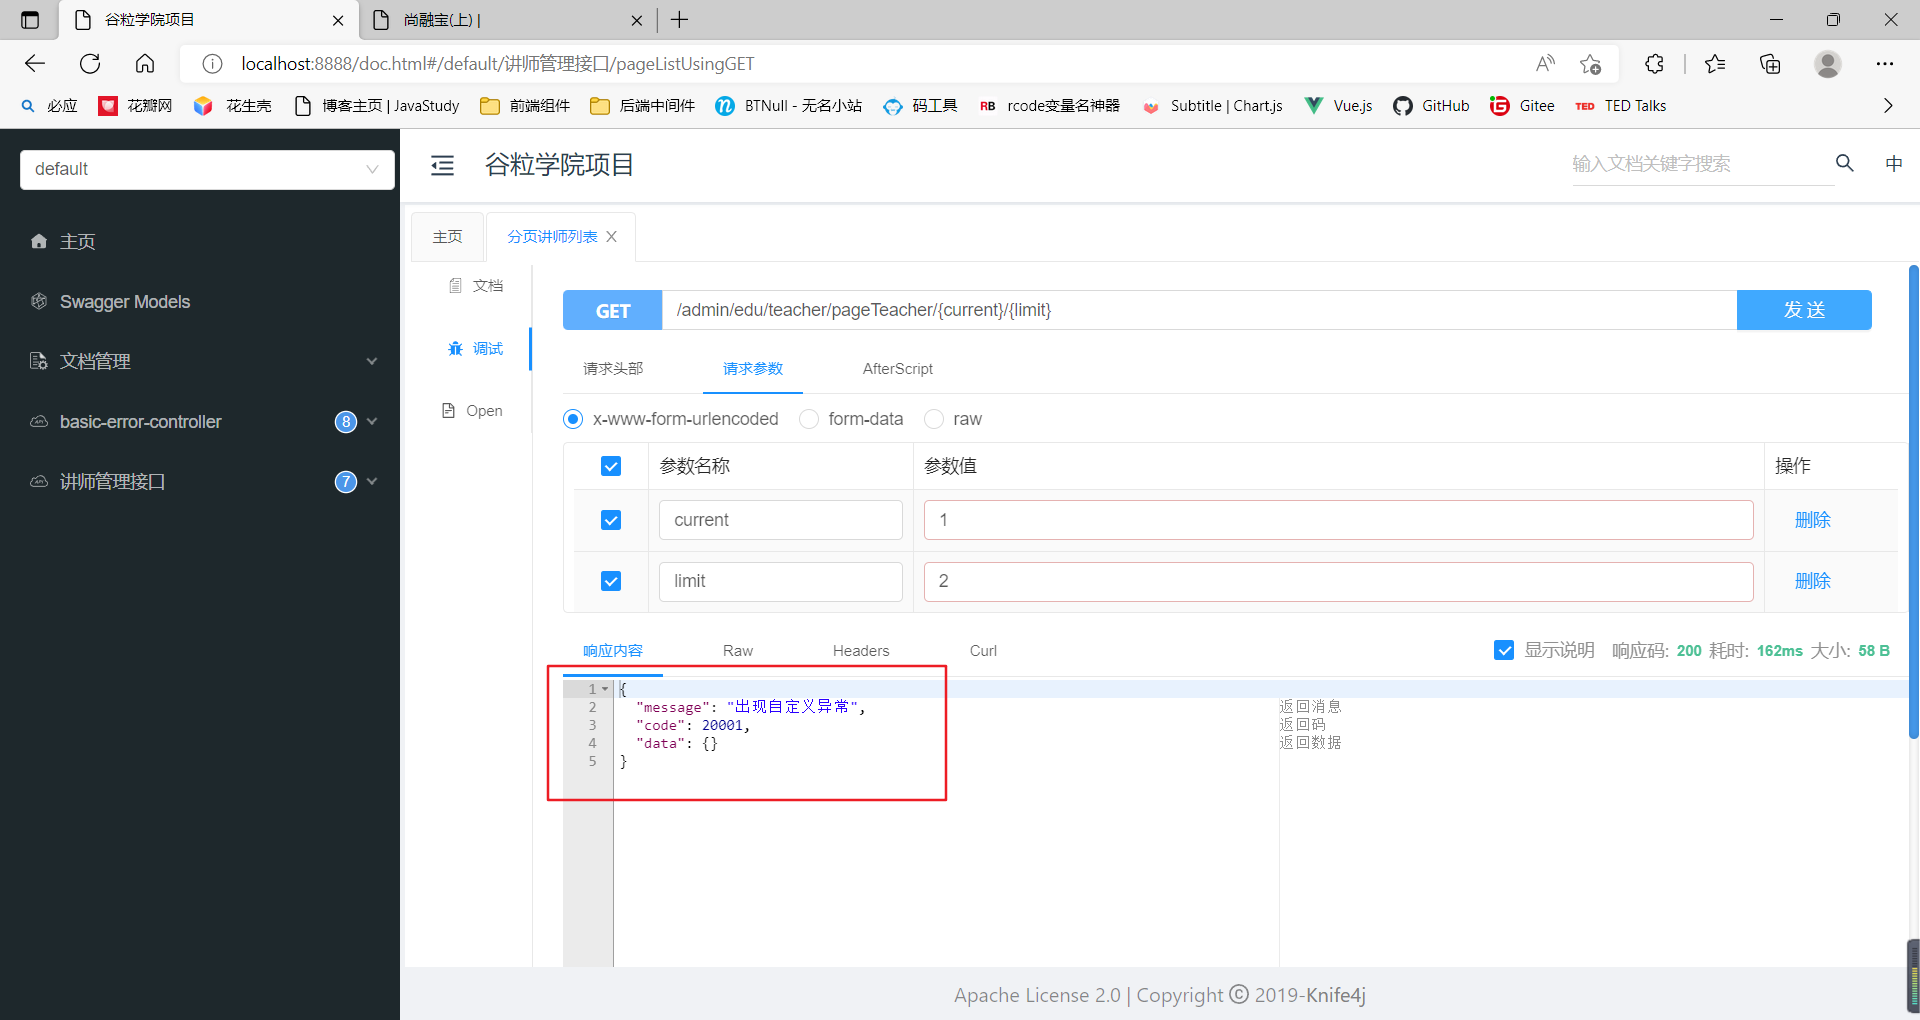 谷粒学院项目
尚融宝(上) |
localhost:8888/doc.html#/default/讲师管理接口/pageListUsingGET
必应
花瓣网
花生壳
博客主页 | JavaStudy
前端组件
后端中间件
BTNull - 无名小站
码工具
RB rcode变量名神器
Subtitle | Chart.js
Vue.js
GitHub
Gitee
TED TED Talks
default
谷粒学院项目
输入文档关键字搜索
中
主页
Swagger Models
文档管理
basic-error-controller 8
讲师管理接口 7
主页
分页讲师列表
文档
调试
Open
GET /admin/edu/teacher/pageTeacher/{current}/{limit} 发 送
请求头部 请求参数 AfterScript
x-www-form-urlencoded form-data raw
参数名称 参数值 操作
current 1 删除
limit 2 删除
响应内容 Raw Headers Curl 显示说明 响应码: 200 耗时: 162ms 大小: 58 B
1 {
2 "message": "出现自定义异常", 返回消息
3 "code": 20001, 返回码
4 "data": {} 返回数据
5 }
Apache License 2.0 | Copyright © 2019-Knife4j